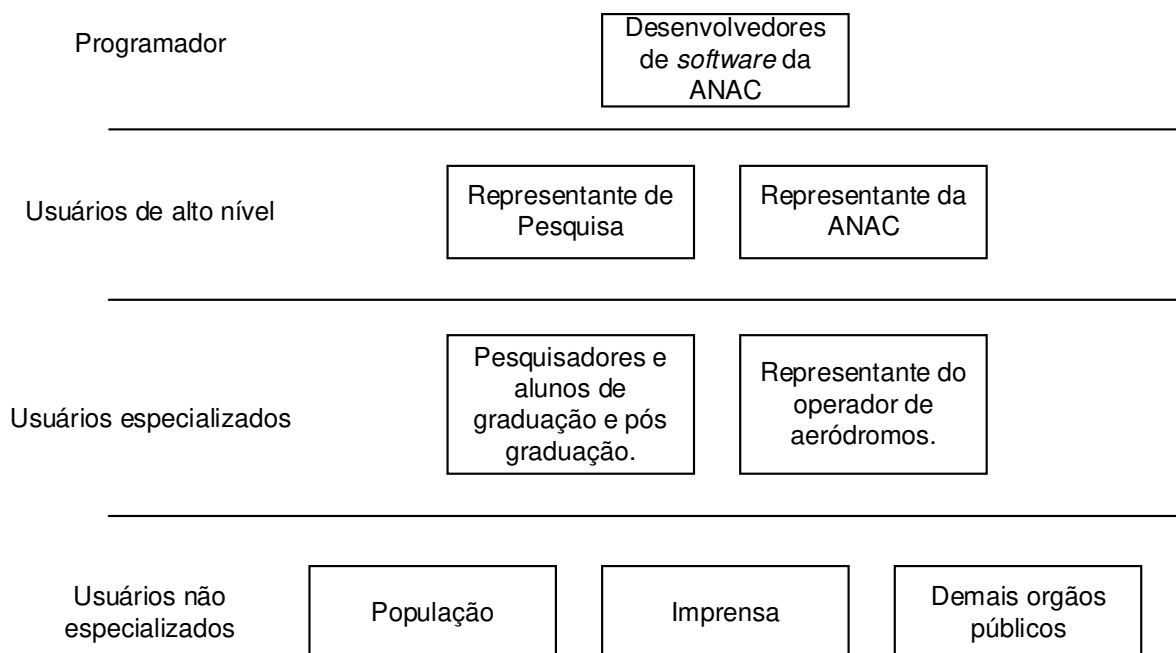 Programador
Desenvolvedores
de software da
ANAC
Usuários de alto nível
Representante de
Pesquisa
Representante da
ANAC
Usuários especializados
Pesquisadores e
alunos de
graduação e pós
graduação.
Representante do
operador de
aeródromos.
Usuários não
especializados
População
Imprensa
Demais orgãos
públicos